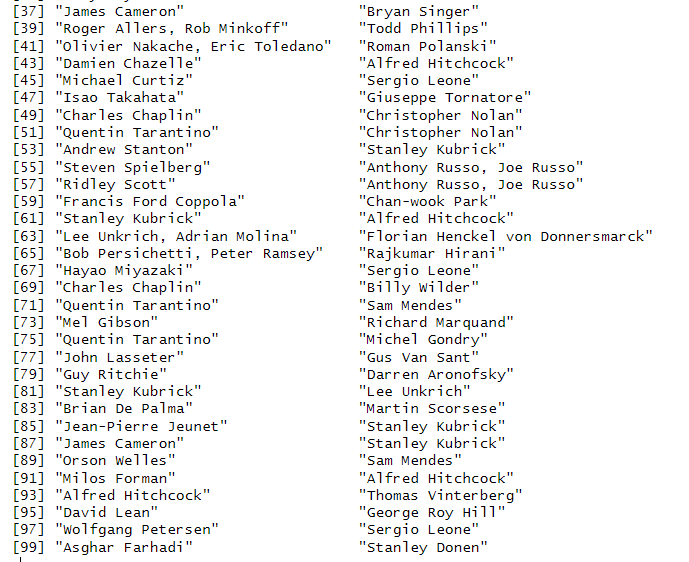 [37] "James Cameron" "Bryan Singer"
[39] "Roger Allers, Rob Minkoff" "Todd Phillips"
[41] "Olivier Nakache, Eric Toledano" "Roman Polanski"
[43] "Damien Chazelle" "Alfred Hitchcock"
[45] "Michael Curtiz" "Sergio Leone"
[47] "Isao Takahata" "Giuseppe Tornatore"
[49] "Charles Chaplin" "Christopher Nolan"
[51] "Quentin Tarantino" "Christopher Nolan"
[53] "Andrew Stanton" "Stanley Kubrick"
[55] "Steven Spielberg" "Anthony Russo, Joe Russo"
[57] "Ridley Scott" "Anthony Russo, Joe Russo"
[59] "Francis Ford Coppola" "Chan-wook Park"
[61] "Stanley Kubrick" "Alfred Hitchcock"
[63] "Lee Unkrich, Adrian Molina" "Florian Henckel von Donnersmarck"
[65] "Bob Persichetti, Peter Ramsey" "Rajkumar Hirani"
[67] "Hayao Miyazaki" "Sergio Leone"
[69] "Charles Chaplin" "Billy Wilder"
[71] "Quentin Tarantino" "Sam Mendes"
[73] "Mel Gibson" "Richard Marquand"
[75] "Quentin Tarantino" "Michel Gondry"
[77] "John Lasseter" "Gus Van Sant"
[79] "Guy Ritchie" "Darren Aronofsky"
[81] "Stanley Kubrick" "Lee Unkrich"
[83] "Brian De Palma" "Martin Scorsese"
[85] "Jean-Pierre Jeunet" "Stanley Kubrick"
[87] "James Cameron" "Stanley Kubrick"
[89] "Orson Welles" "Sam Mendes"
[91] "Milos Forman" "Alfred Hitchcock"
[93] "Alfred Hitchcock" "Thomas Vinterberg"
[95] "David Lean" "George Roy Hill"
[97] "Wolfgang Petersen" "Sergio Leone"
[99] "Asghar Farhadi" "Stanley Donen"